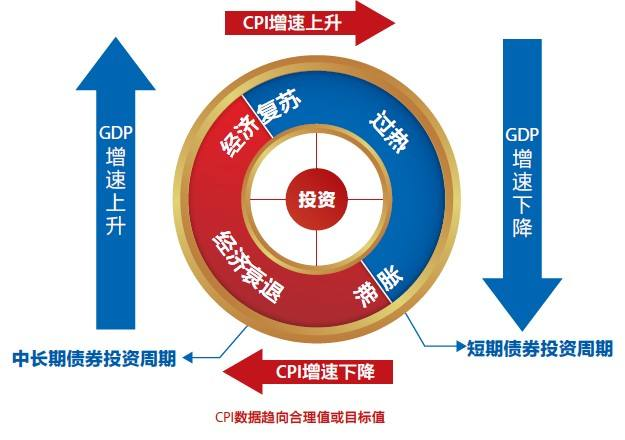 CPI增速上升
GDP
增速上升
GDP
增速下降
经济复苏
过热
投资
经济衰退
滞胀
中长期债券投资周期
短期债券投资周期
CPI增速下降
CPI数据趋向合理值或目标值